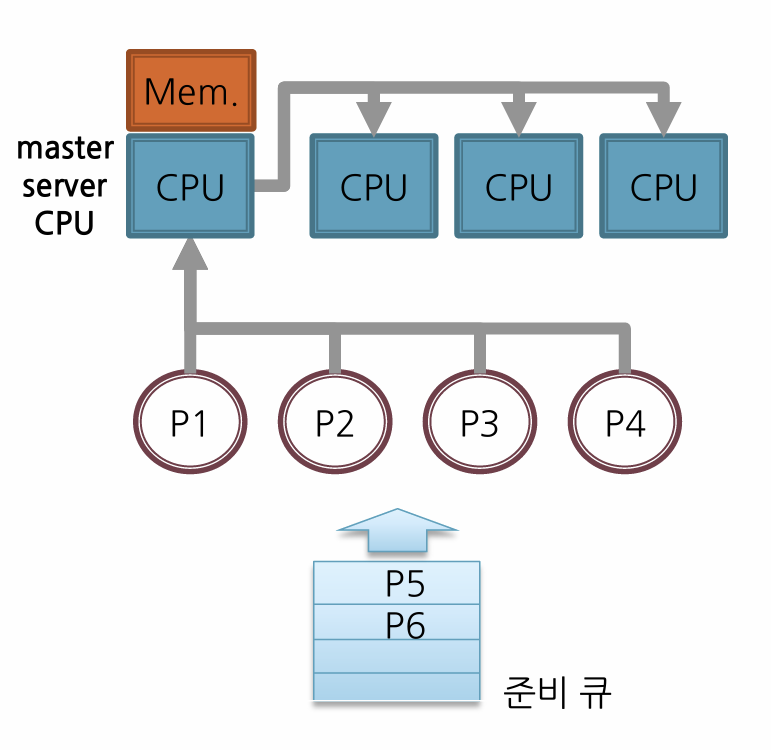 Mem.
master
server
CPU
CPU
CPU
CPU
CPU
P1
P2
P3
P4
P5
P6
준비 큐